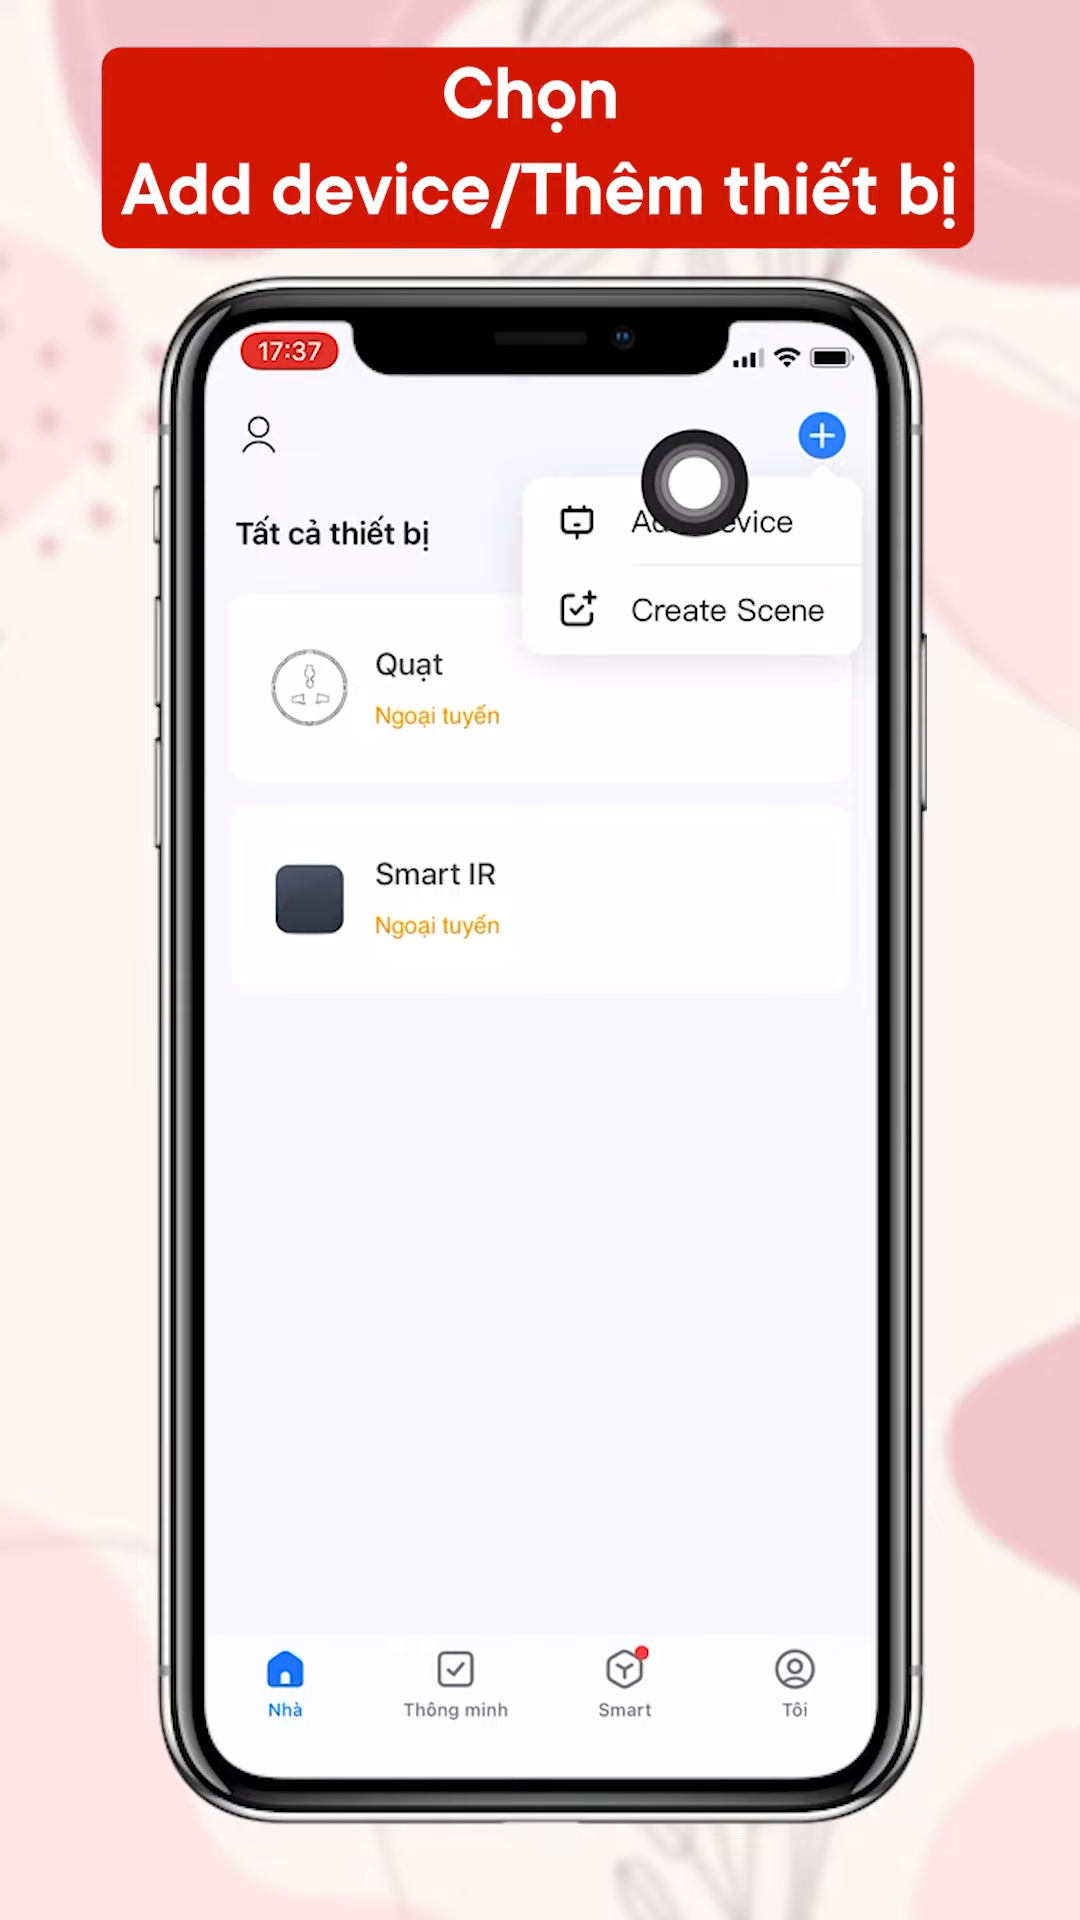 Chọn
Add device/Thêm thiết bị
17:37
Tất cả thiết bị
Create Scene
Quạt
Ngoại tuyến
Smart IR
Ngoại tuyến
Nhà
Thông minh
Smart
Tôi